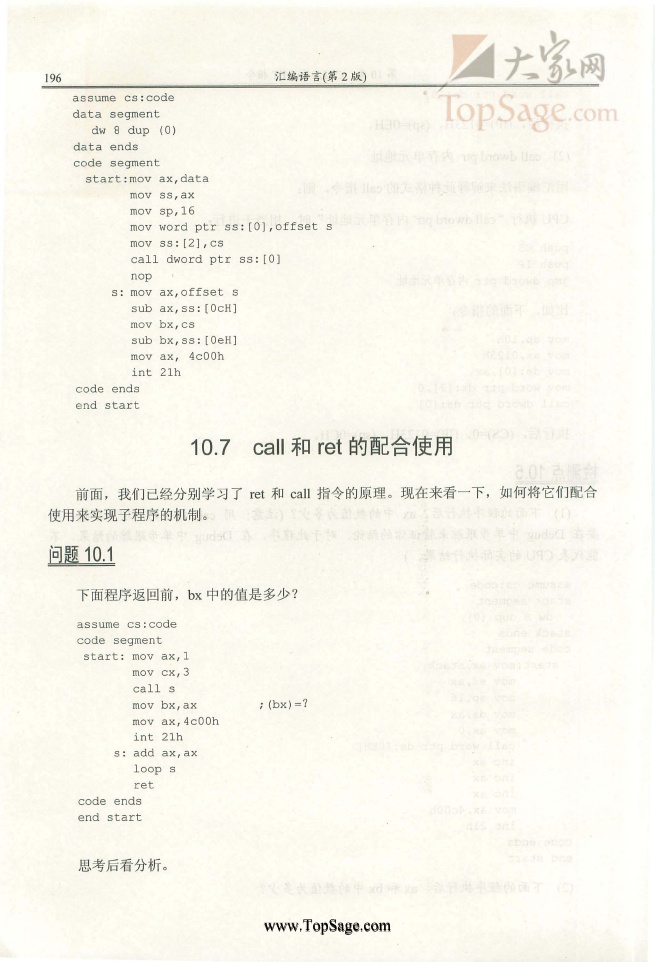 大家网
TopSage.com
196 汇编语言(第 2 版)
assume cs:code
data segment
dw 8 dup (0)
data ends
code segment
start:mov ax,data
mov ss,ax
mov sp,16
mov word ptr ss:[0],offset s
mov ss:[2],cs
call dword ptr ss:[0]
nop
s: mov ax,offset s
sub ax,ss:[0cH]
mov bx,cs
sub bx,ss:[0eH]
mov ax, 4c00h
int 21h
code ends
end start
10.7 call 和 ret 的配合使用
前面，我们已经分别学习了 ret 和 call 指令的原理。现在来看一下，如何将它们配合
使用来实现子程序的机制。
问题 10.1
下面程序返回前，bx 中的值是多少？
assume cs:code
code segment
start: mov ax,1
mov cx,3
call s
mov bx,ax ;(bx)=?
mov ax,4c00h
int 21h
s: add ax,ax
loop s
ret
code ends
end start
思考后看分析。
www.TopSage.com